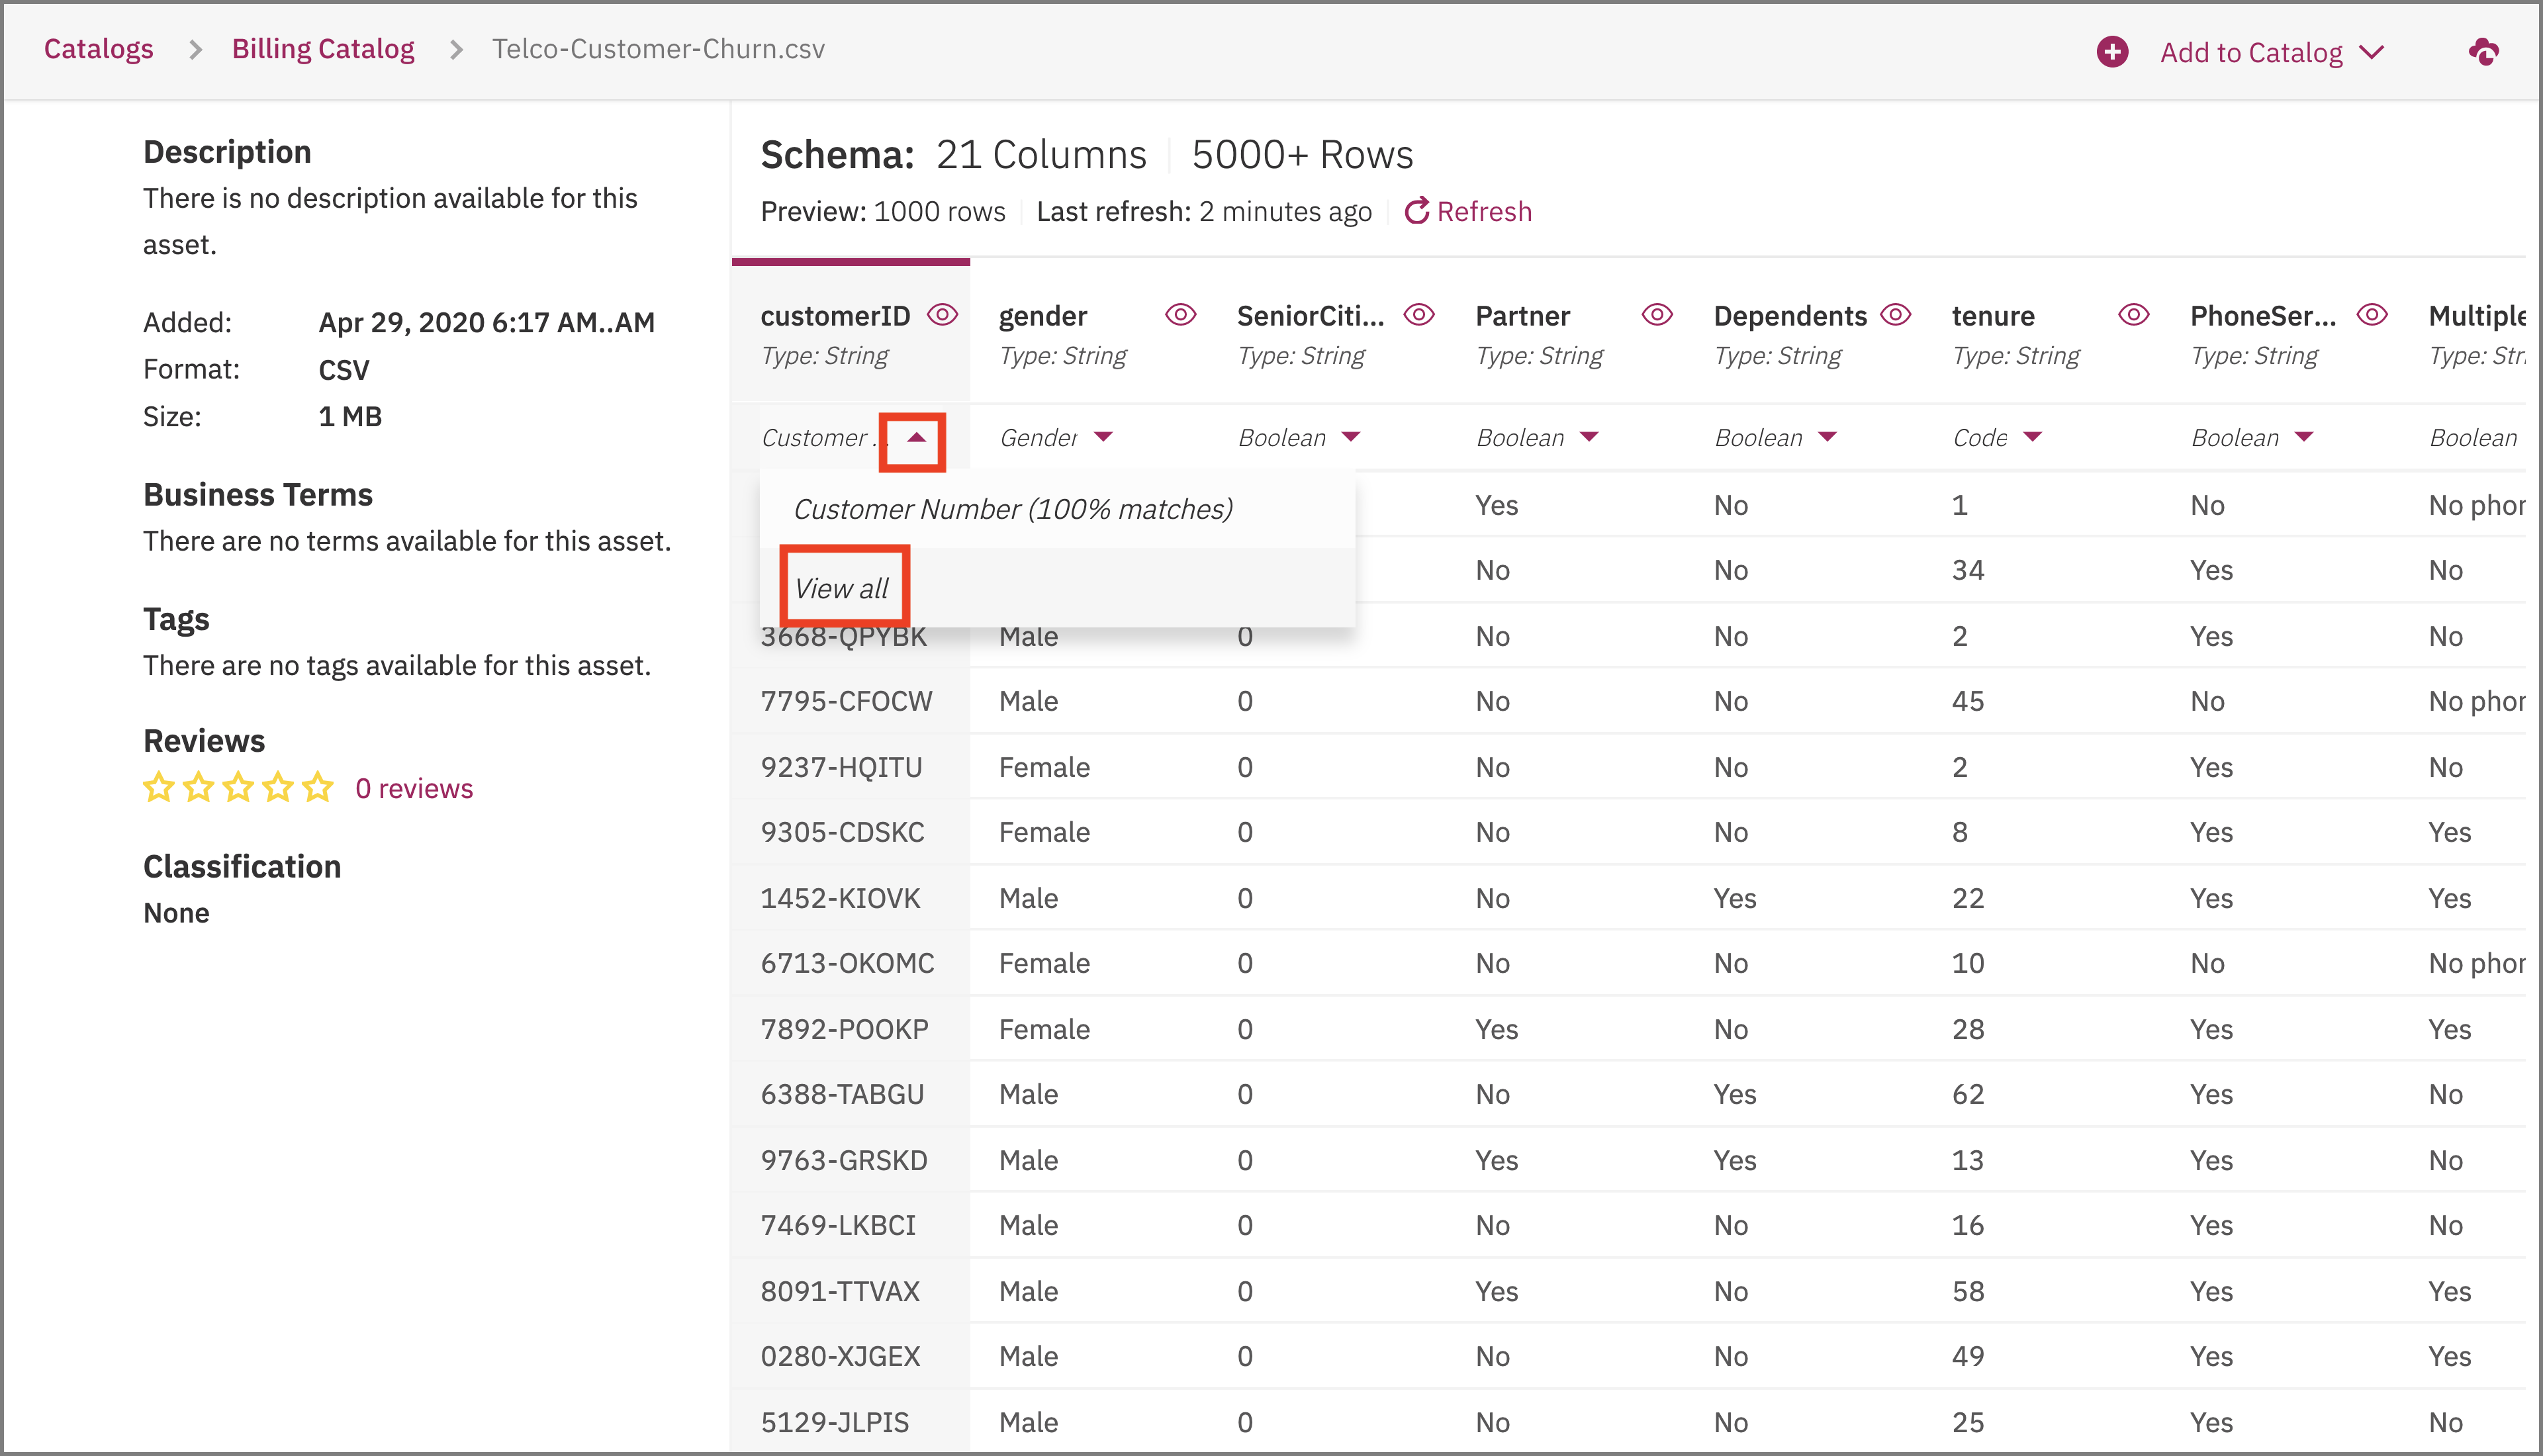 Catalogs > Billing Catalog > Telco-Customer-Churn.csv
Add to Catalog
Description
There is no description available for this
asset.
Added: Apr 29, 2020 6:17 AM..AM
Format: CSV
Size: 1 MB
Business Terms
There are no terms available for this asset.
Tags
There are no tags available for this asset.
Reviews
0 reviews
Classification
None
Schema: 21 Columns 5000+ Rows
Preview: 1000 rows Last refresh: 2 minutes ago Refresh
customerID gender SeniorCiti... Partner Dependents tenure PhoneSer... Multiple
Type: String Type: String Type: String Type: String Type: String Type: String Type: String Type: Stri
Customer .. Gender Boolean Boolean Boolean Code Boolean Boolean
Customer Number (100% matches)
View all
Yes No 1 No No phor
No No 34 Yes No
3668-QPYBK Male 0 No No 2 Yes No
7795-CFOCW Male 0 No No 45 No No phor
9237-HQITU Female 0 No No 2 Yes No
9305-CDSKC Female 0 No No 8 Yes Yes
1452-KIOVK Male 0 No Yes 22 Yes Yes
6713-OKOMC Female 0 No No 10 No No phor
7892-POOKP Female 0 Yes No 28 Yes Yes
6388-TABGU Male 0 No Yes 62 Yes No
9763-GRSKD Male 0 Yes Yes 13 Yes No
7469-LKBCI Male 0 No No 16 Yes No
8091-TTVAX Male 0 Yes No 58 Yes Yes
0280-XJGEX Male 0 No No 49 Yes Yes
5129-JLPIS Male 0 No No 25 Yes No